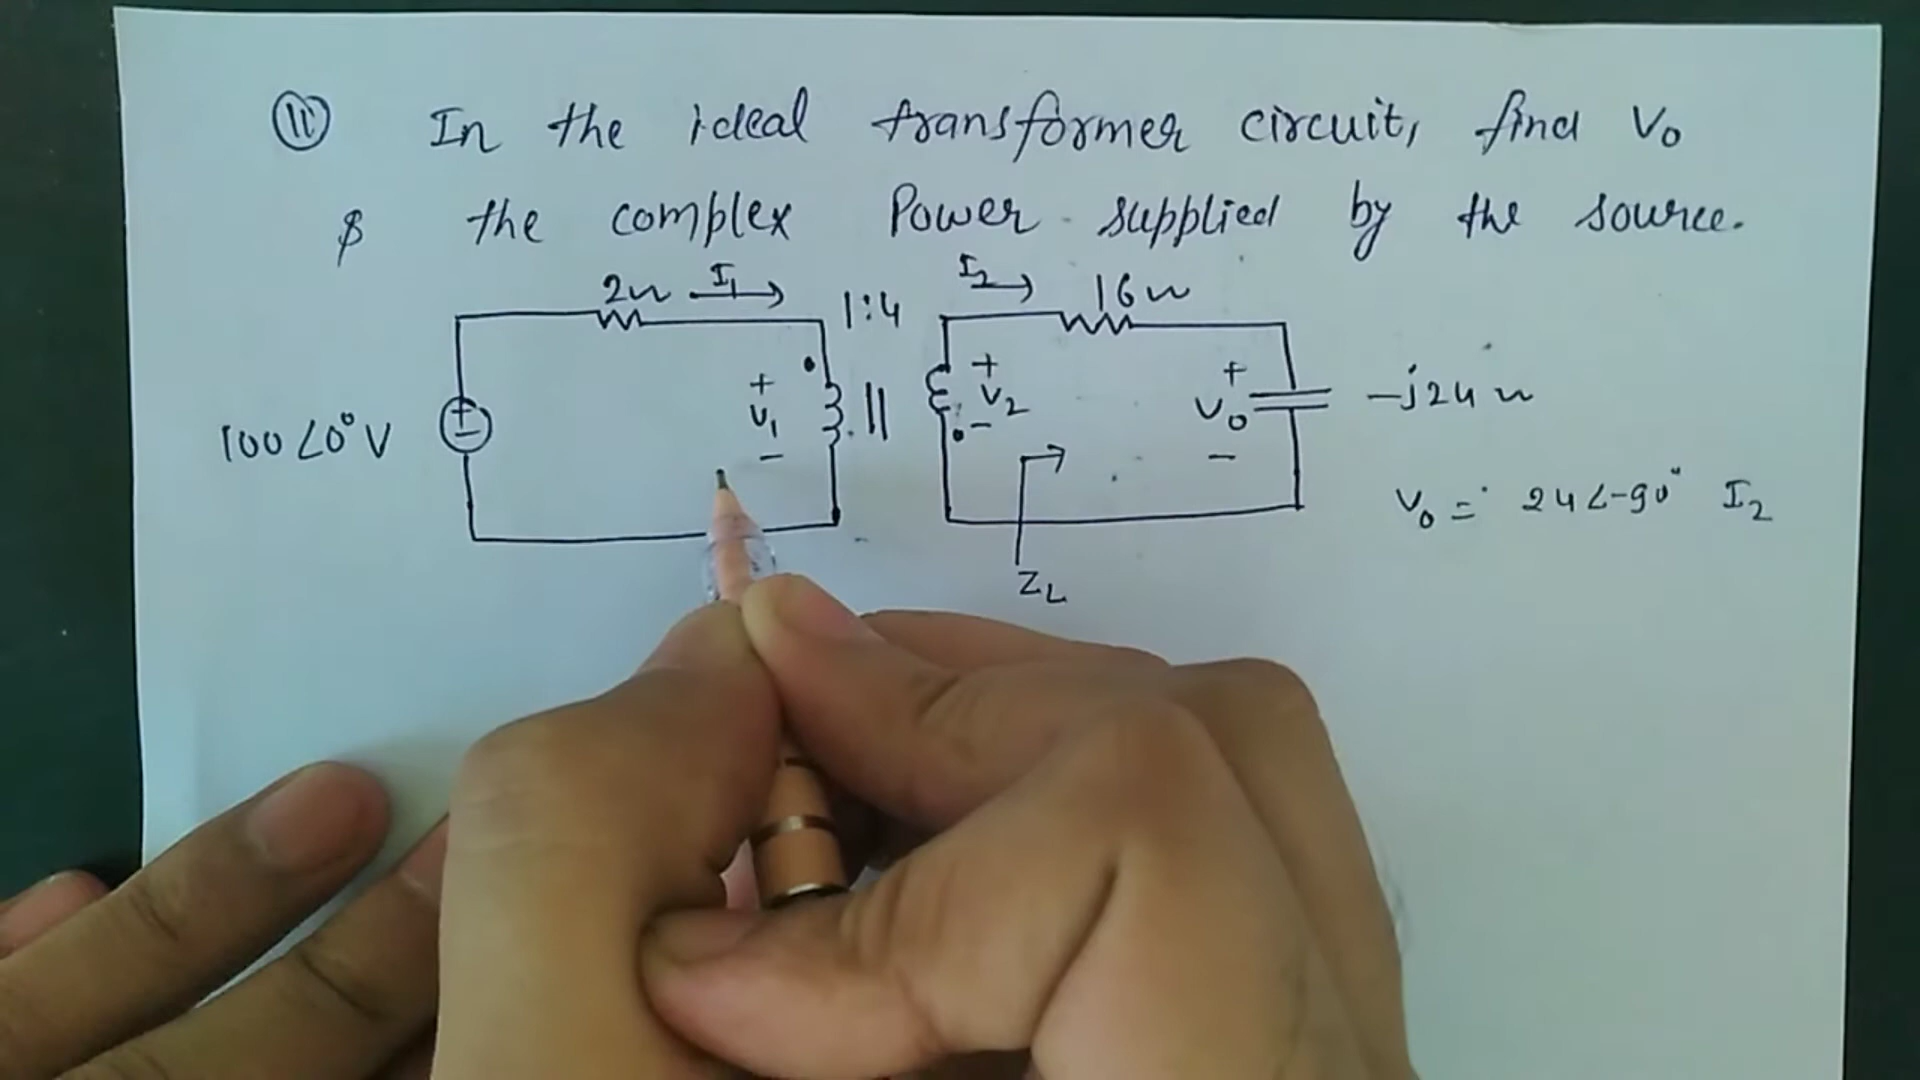 11 In the ideal transformer circuit, find V₀
$ the complex Power supplied by the source.
2Ω I₁ 1:4 I₂ 16Ω
+ V₁ - + V₂ - + V₀ -
100∠0° V
-j24Ω
V₀ = 24∠-90° I₂
Z_L